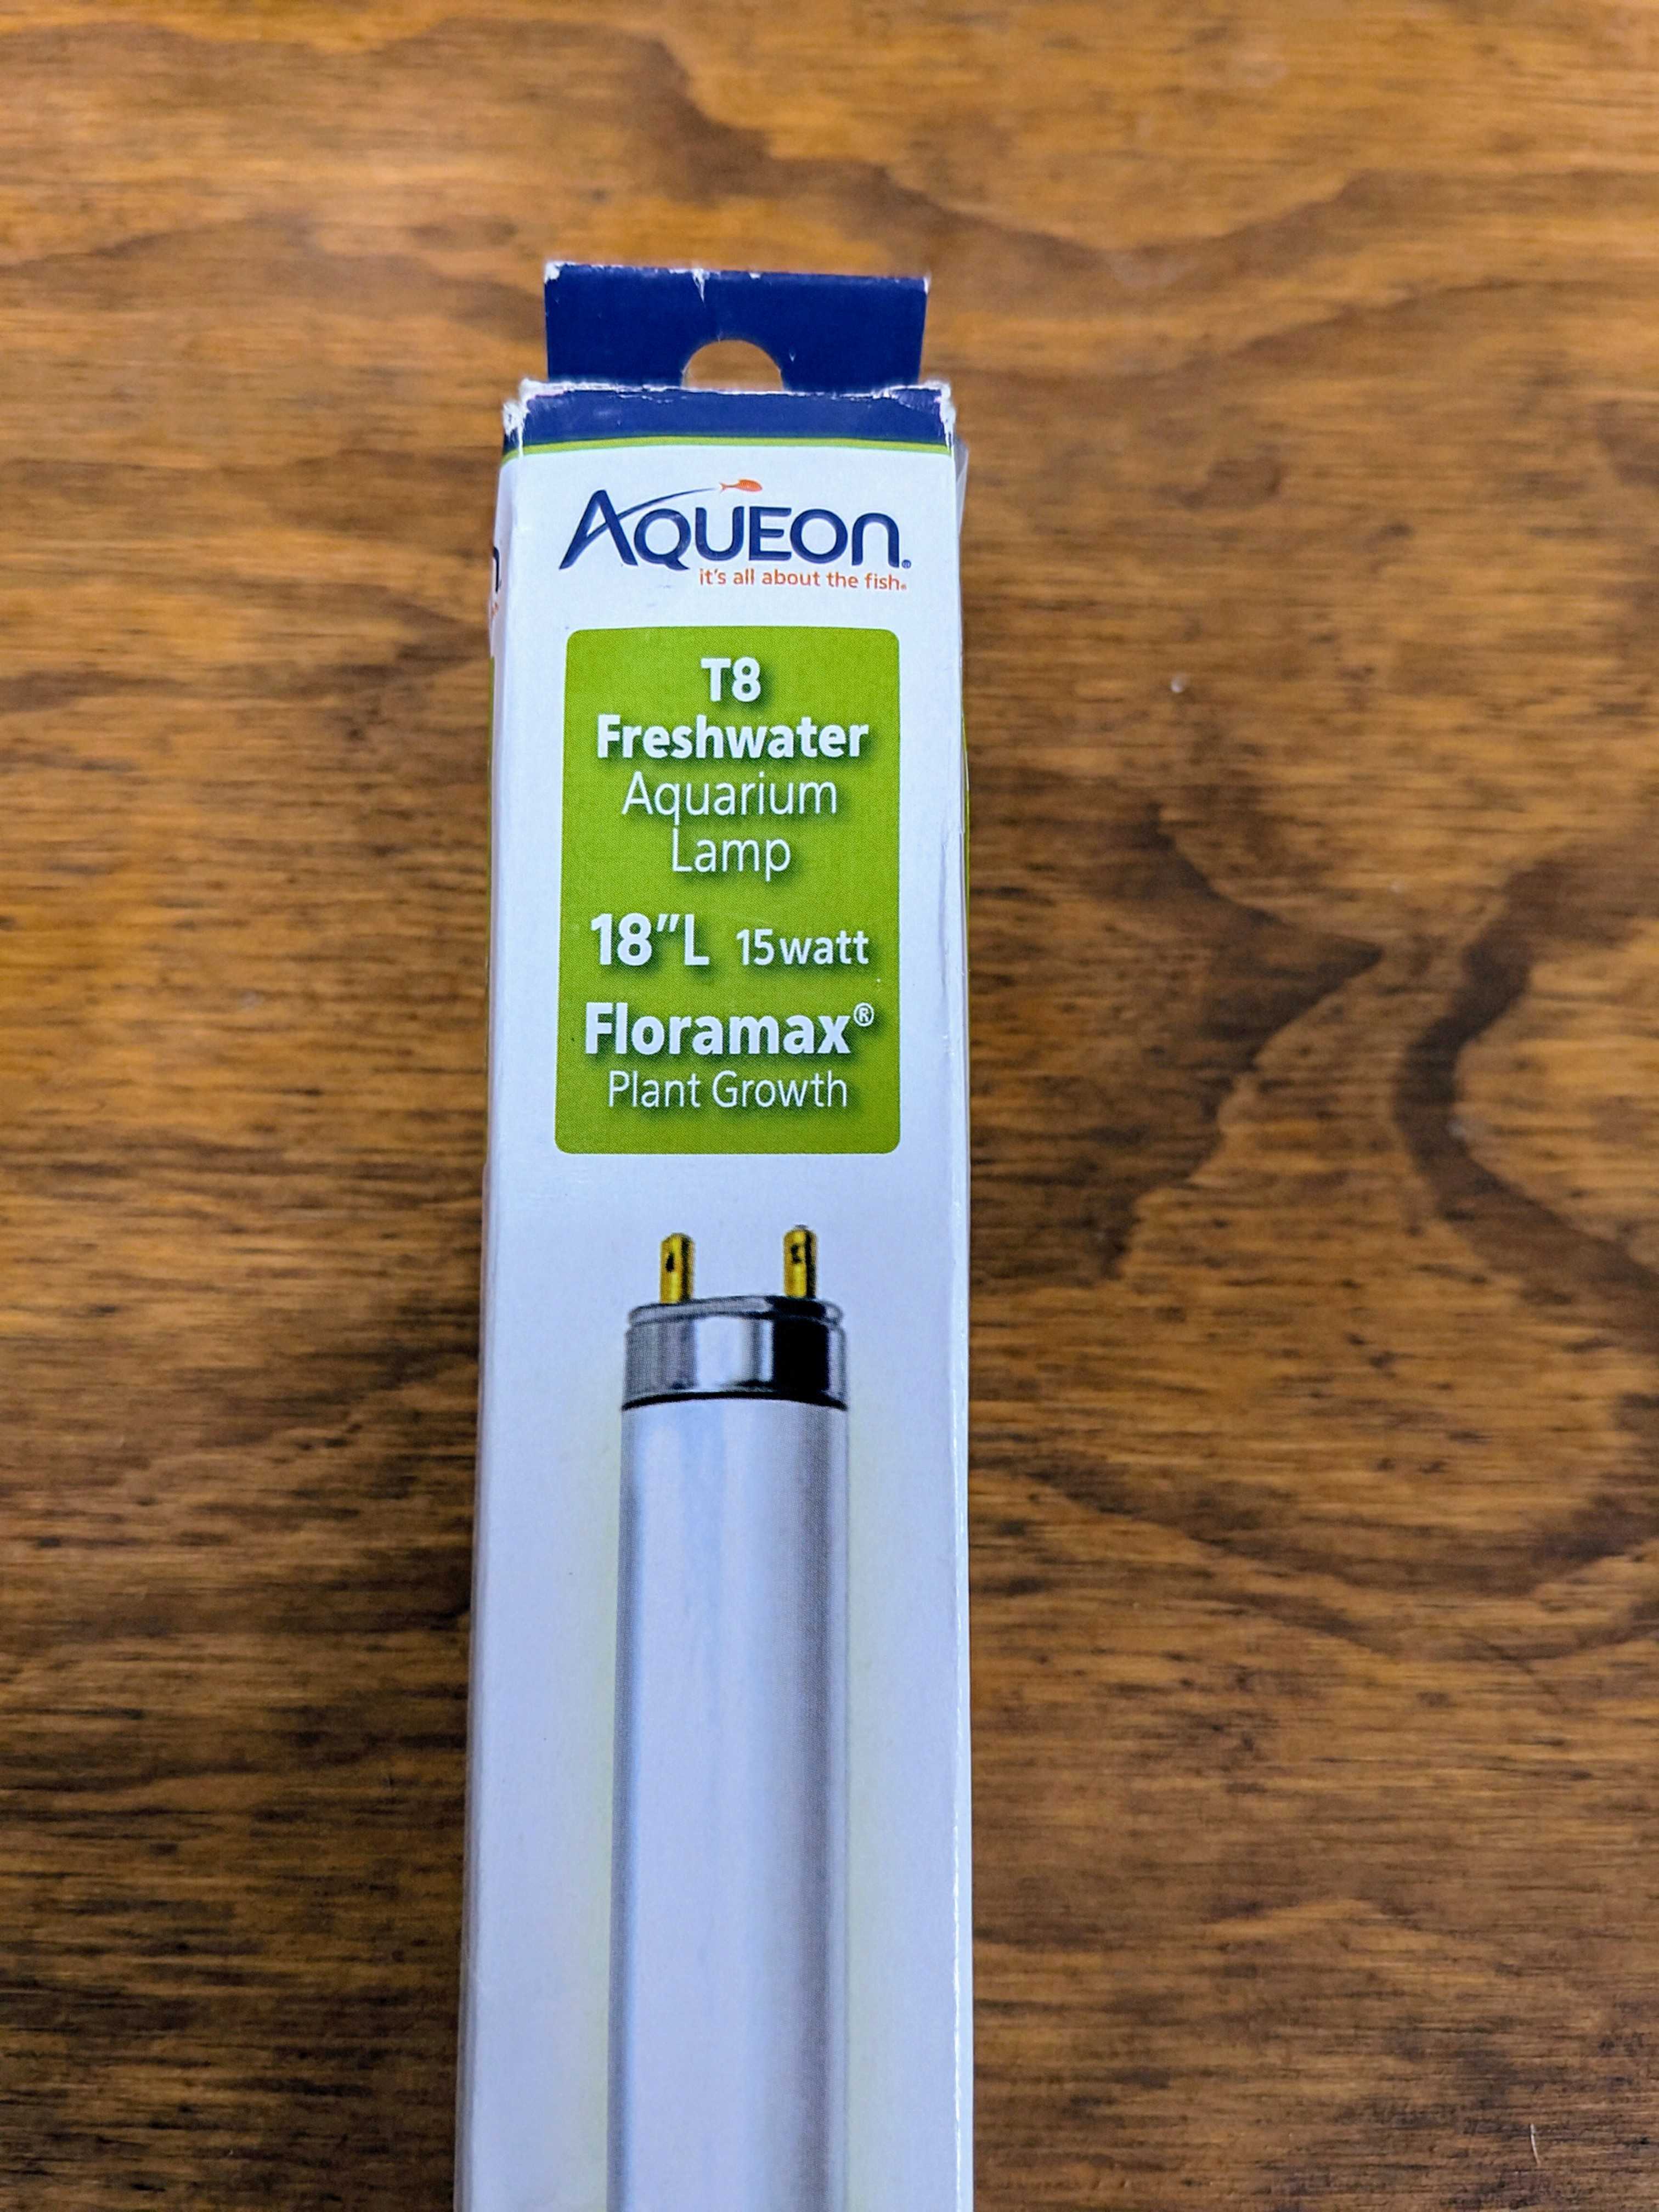 AQUEON®
it's all about the fish®
T8
Freshwater
Aquarium
Lamp
18"L 15watt
Floramax®
Plant Growth